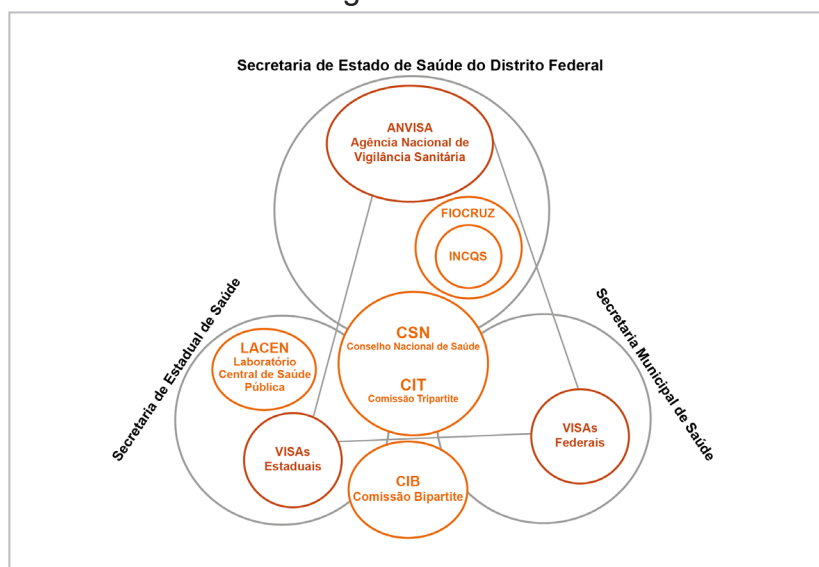 Secretaria de Estado de Saúde do Distrito Federal
ANVISA
Agência Nacional de
Vigilância Sanitária
FIOCRUZ
INCQS
Secretaria de Estadual de Saúde
Secretaria Municipal de Saúde
CSN
Conselho Nacional de Saúde
CIT
Comissão Tripartite
LACEN
Laboratório
Central de Saúde
Pública
VISAs
Estaduais
VISAs
Federais
CIB
Comissão Bipartite